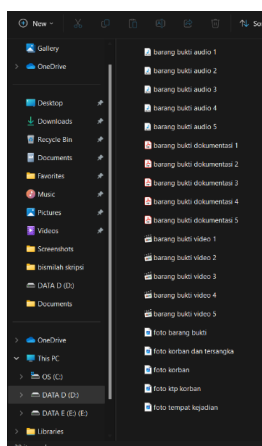 New
So
Gallery
OneDrive
Desktop
Downloads
Recycle Bin
Documents
Favorites
Music
Pictures
Videos
Screenshots
bismilah skripsi
DATA D (D:)
Documents
OneDrive
This PC
OS (C:)
DATA D (D:)
DATA E (E:) (E:)
Libraries
barang bukti audio 1
barang bukti audio 2
barang bukti audio 3
barang bukti audio 4
barang bukti audio 5
barang bukti dokumentasi 1
barang bukti dokumentasi 2
barang bukti dokumentasi 3
barang bukti dokumentasi 4
barang bukti dokumentasi 5
barang bukti video 1
barang bukti video 2
barang bukti video 3
barang bukti video 4
barang bukti video 5
foto barang bukti
foto korban dan tersangka
foto korban
foto ktp korban
foto tempat kejadian